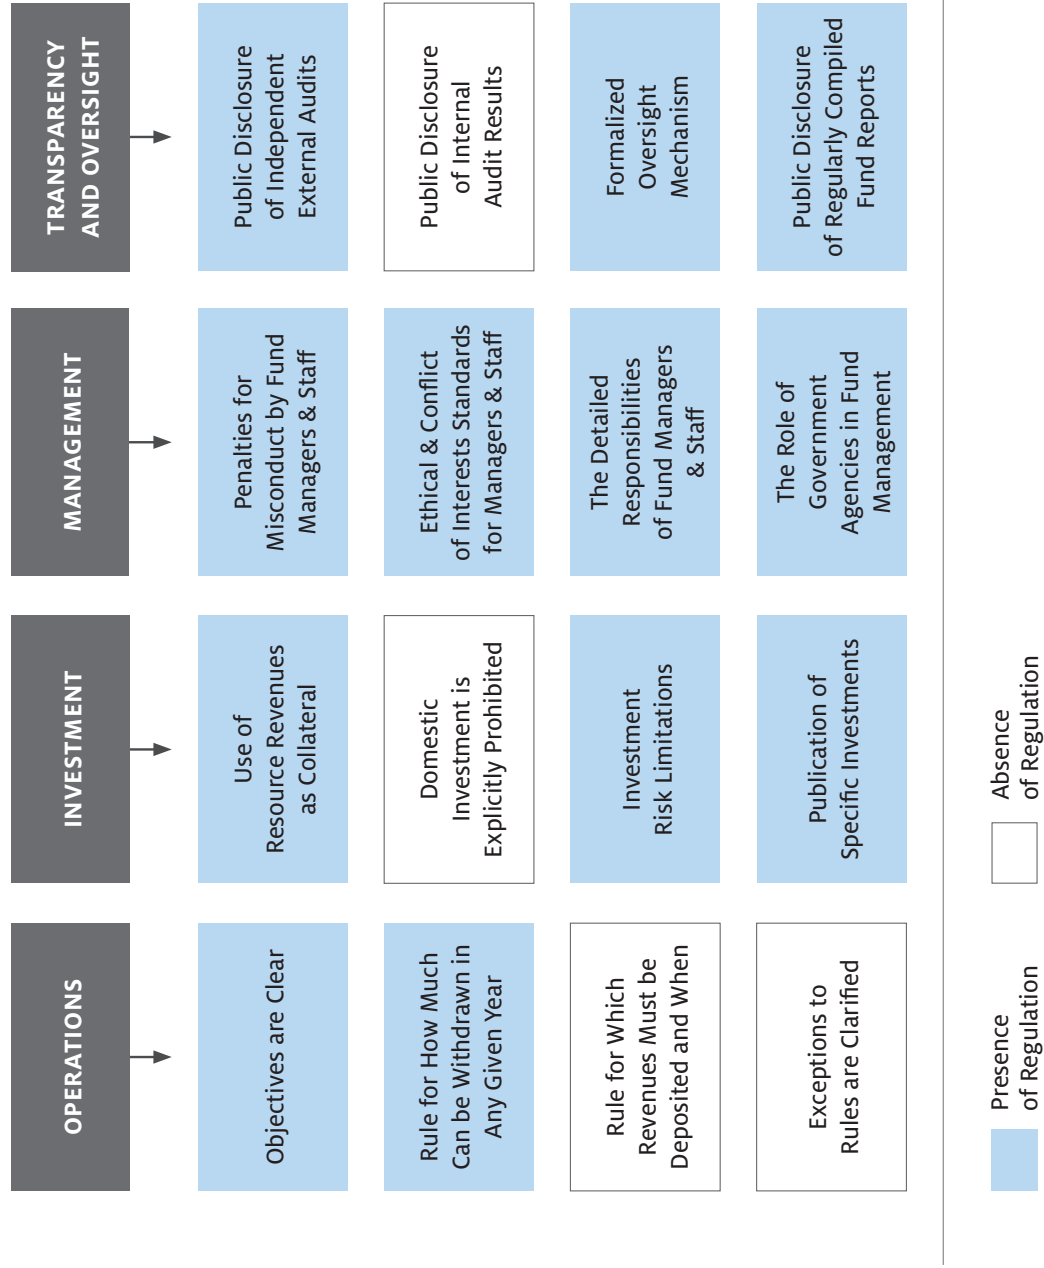 OPERATIONS
Objectives are Clear
Rule for How Much
Can be Withdrawn in
Any Given Year
Rule for Which
Revenues Must be
Deposited and When
Exceptions to
Rules are Clarified
INVESTMENT
Use of
Resource Revenues
as Collateral
Domestic
Investment is
Explicitly Prohibited
Investment
Risk Limitations
Publication of
Specific Investments
MANAGEMENT
Penalties for
Misconduct by Fund
Managers & Staff
Ethical & Conflict
of Interests Standards
for Managers & Staff
The Detailed
Responsibilities
of Fund Managers
& Staff
The Role of
Government
Agencies in Fund
Management
TRANSPARENCY
AND OVERSIGHT
Public Disclosure
of Independent
External Audits
Public Disclosure
of Internal
Audit Results
Formalized
Oversight
Mechanism
Public Disclosure
of Regularly Compiled
Fund Reports
Presence
of Regulation
Absence
of Regulation